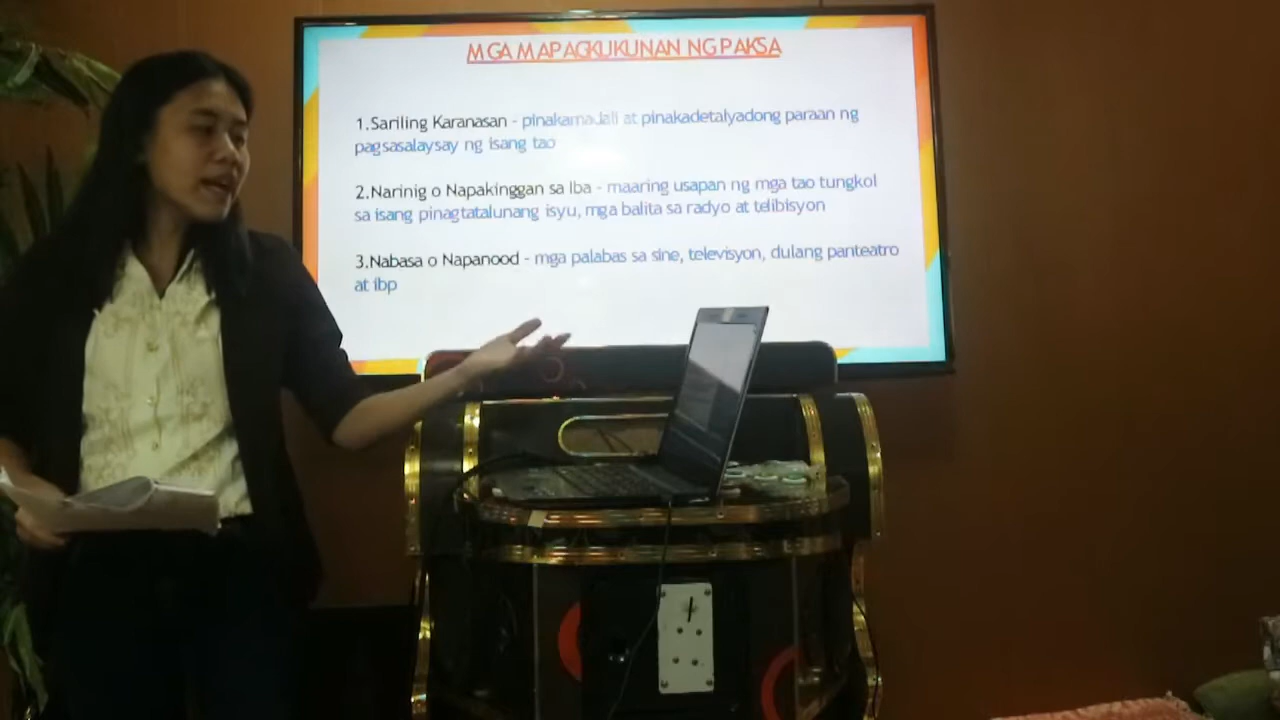 MGA MAPAGKUKUNAN NG PAKSA
1.Sariling Karanasan - pinakamadali at pinakadetalyadong paraan ng
pagsasalaysay ng isang tao
2.Narinig o Napakinggan sa Iba - maaring usapan ng mga tao tungkol
sa isang pinagtatalunang isyu, mga balita sa radyo at telibisyon
3.Nabasa o Napanood - mga palabas sa sine, televisyon, dulang panteatro
at ibp